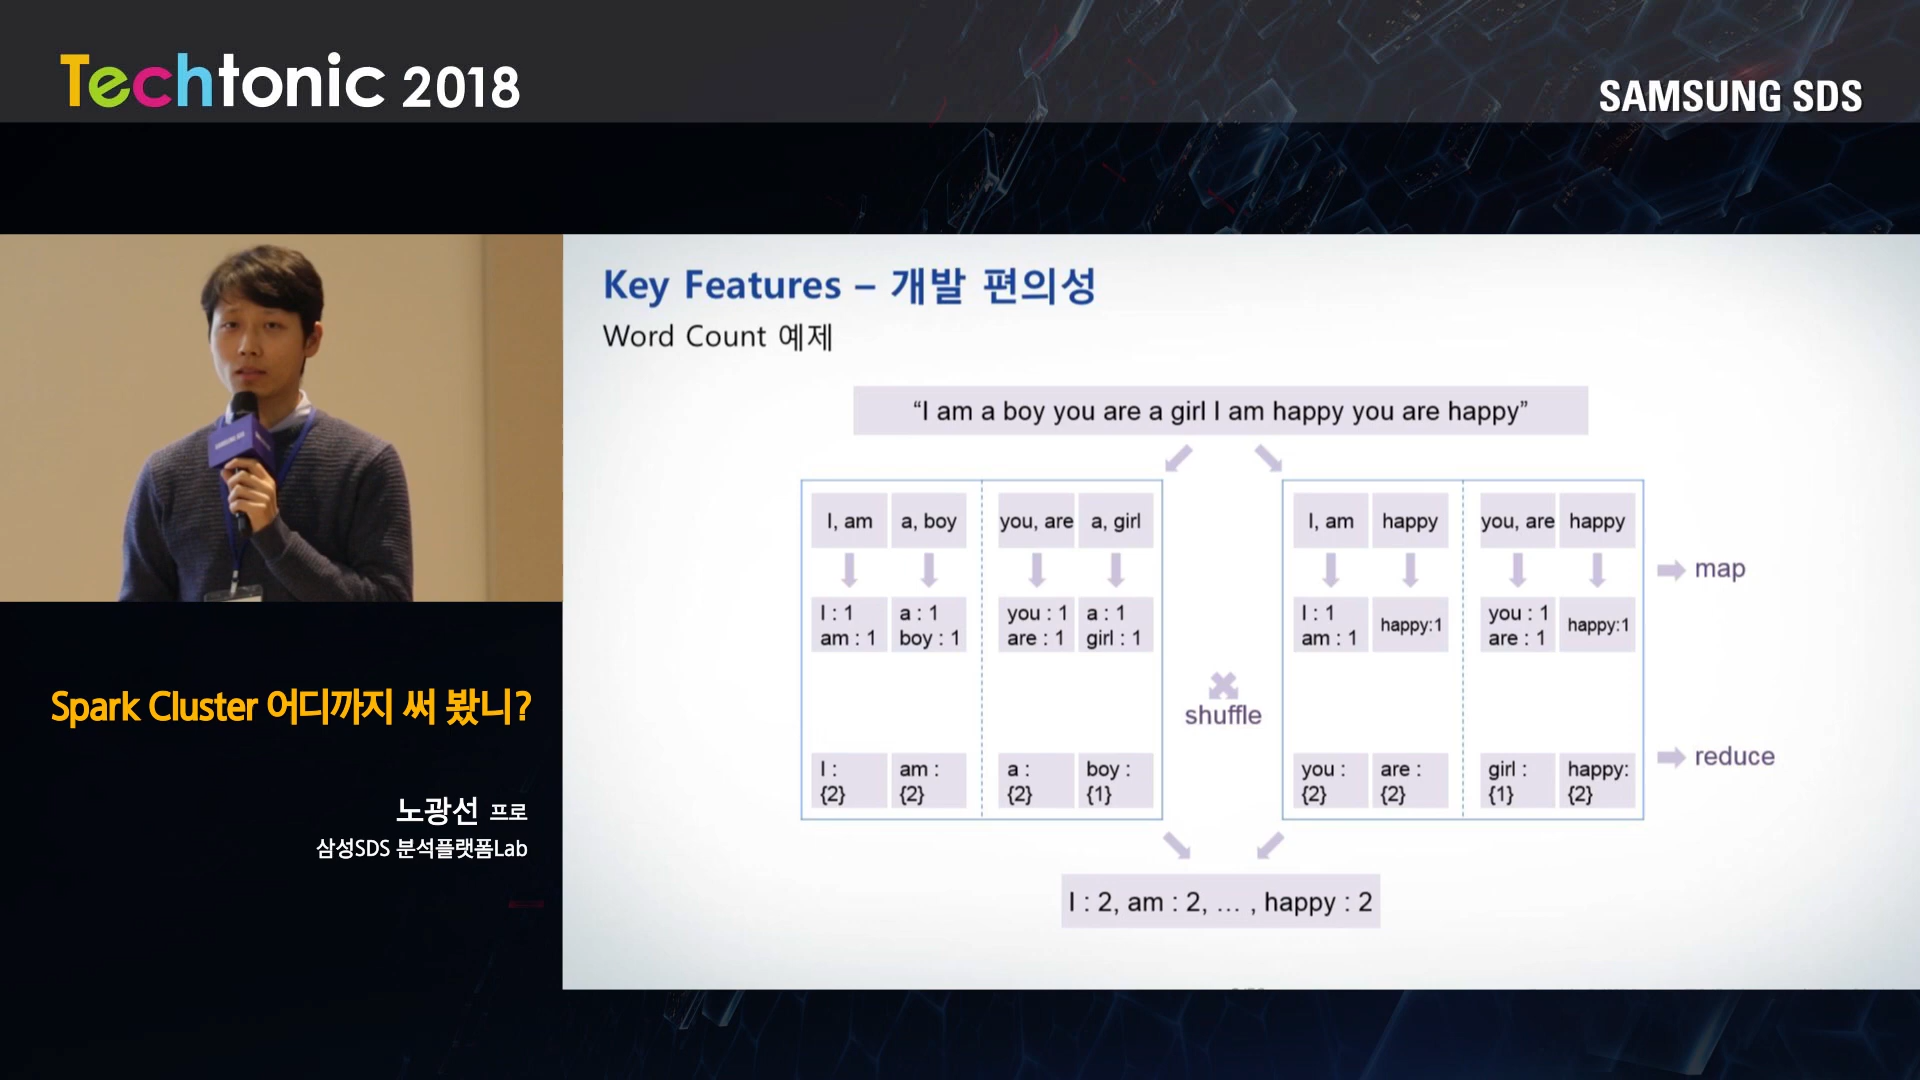 Techtonic 2018
SAMSUNG SDS
Key Features – 개발 편의성
Word Count 예제
“I am a boy you are a girl I am happy you are happy”
I, am
a, boy
you, are
a, girl
I, am
happy
you, are
happy
map
I : 1
am : 1
a : 1
boy : 1
you : 1
are : 1
a : 1
girl : 1
I : 1
am : 1
happy:1
you : 1
are : 1
happy:1
shuffle
I :
{2}
am :
{2}
a :
{2}
boy :
{1}
you :
{2}
are :
{2}
girl :
{1}
happy:
{2}
reduce
I : 2, am : 2, … , happy : 2
Spark Cluster 어디까지 써 봤니?
노광선 프로
삼성SDS 분석플랫폼Lab
SAMSUNG SDS